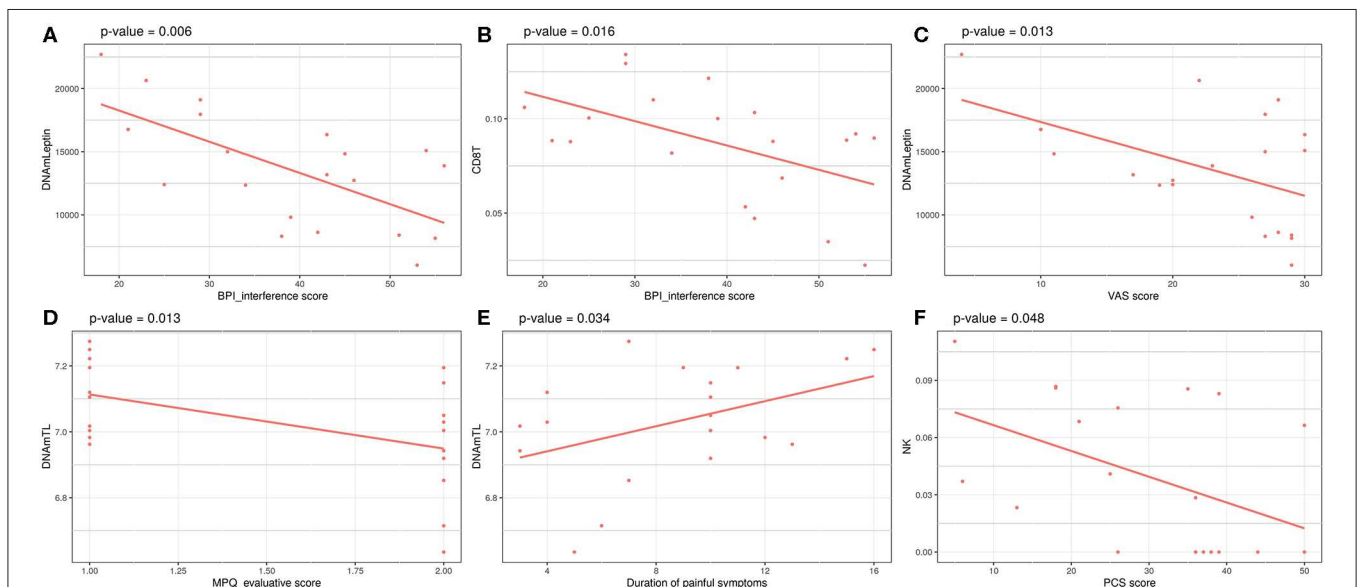 A
p-value = 0.006
20000
15000
10000
DNAmLeptin
20
30
40
50
BPI_interference score
B
p-value = 0.016
0.10
0.05
CD8T
20
30
40
50
BPI_interference score
C
p-value = 0.013
20000
15000
10000
DNAmLeptin
10
20
30
VAS score
D
p-value = 0.013
7.2
7.0
6.8
DNAmTL
1.00
1.25
1.50
1.75
2.00
MPQ_evaluative score
E
p-value = 0.034
7.2
7.0
6.8
DNAmTL
4
8
12
16
Duration of painful symptoms
F
p-value = 0.048
0.09
0.06
0.03
0.00
NK
10
20
30
40
50
PCS score